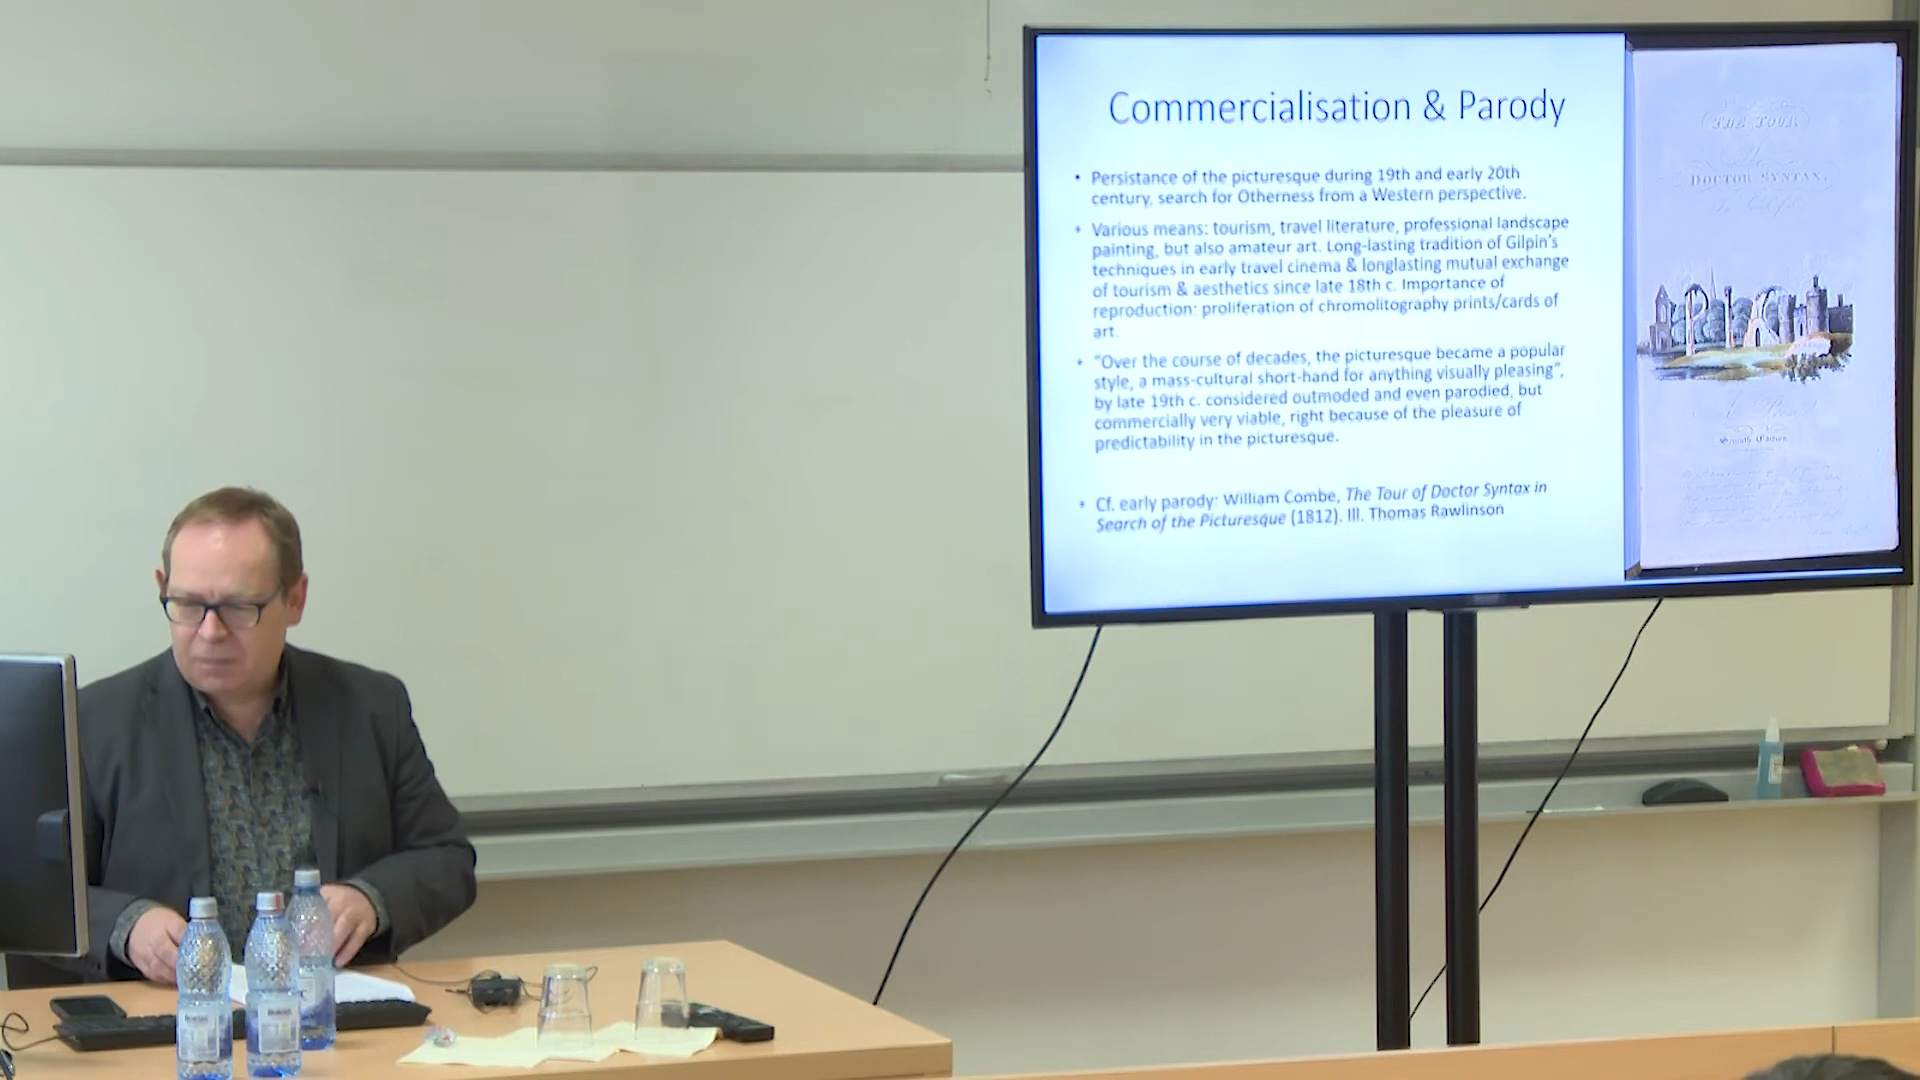 Commercialisation & Parody
• Persistance of the picturesque during 19th and early 20th
century, search for Otherness from a Western perspective.
• Various means: tourism, travel literature, professional landscape
painting, but also amateur art. Long-lasting tradition of Gilpin's
techniques in early travel cinema & longlasting mutual exchange
of tourism & aesthetics since late 18th c. Importance of
reproduction: proliferation of chromolitography prints/cards of
art.
• "Over the course of decades, the picturesque became a popular
style, a mass-cultural short-hand for anything visually pleasing",
by late 19th c. considered outmoded and even parodied, but
commercially very viable, right because of the pleasure of
predictability in the picturesque.
• Cf. early parody: William Combe, The Tour of Doctor Syntax in
Search of the Picturesque (1812). Ill. Thomas Rawlinson
THE TOUR
DOCTOR SYNTAX,